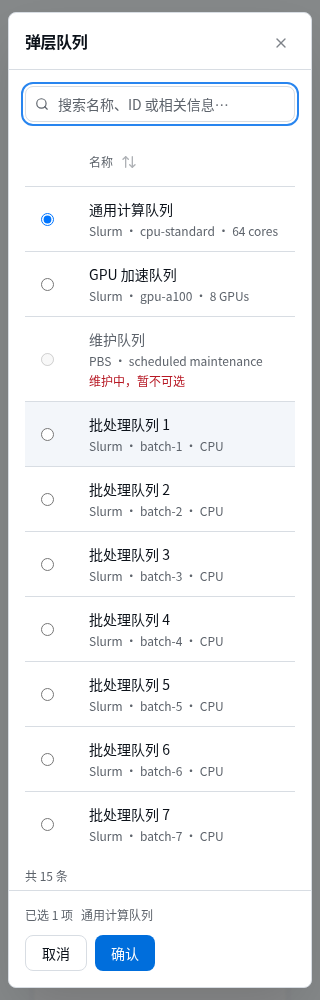 弹层队列
搜索名称、ID 或相关信息…
名称
通用计算队列
Slurm • cpu-standard • 64 cores
GPU 加速队列
Slurm • gpu-a100 • 8 GPUs
维护队列
PBS • scheduled maintenance
维护中，暂不可选
批处理队列 1
Slurm • batch-1 • CPU
批处理队列 2
Slurm • batch-2 • CPU
批处理队列 3
Slurm • batch-3 • CPU
批处理队列 4
Slurm • batch-4 • CPU
批处理队列 5
Slurm • batch-5 • CPU
批处理队列 6
Slurm • batch-6 • CPU
批处理队列 7
Slurm • batch-7 • CPU
共 15 条
已选 1 项 通用计算队列
取消 确认